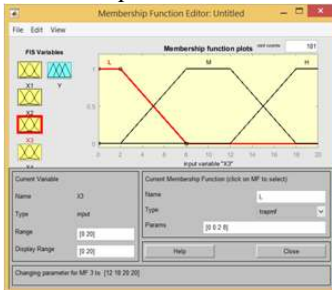 Membership Function Editor: Untitled
File Edit View
FIS Variables
Membership function plots
181
X1
Y
X2
X3
L
M
H
1
0.5
0
0 2 4 6 8 10 12 14 16 18 20
input variable "X3"
Current Variable
Name X3
Type input
Range [0 20]
Display Range [0 20]
Current Membership Function (click on MF to select)
Name L
Type trapmf
Params [0 0 2 8]
Help Close
Changing parameter for MF 3 to [12 18 20 20]